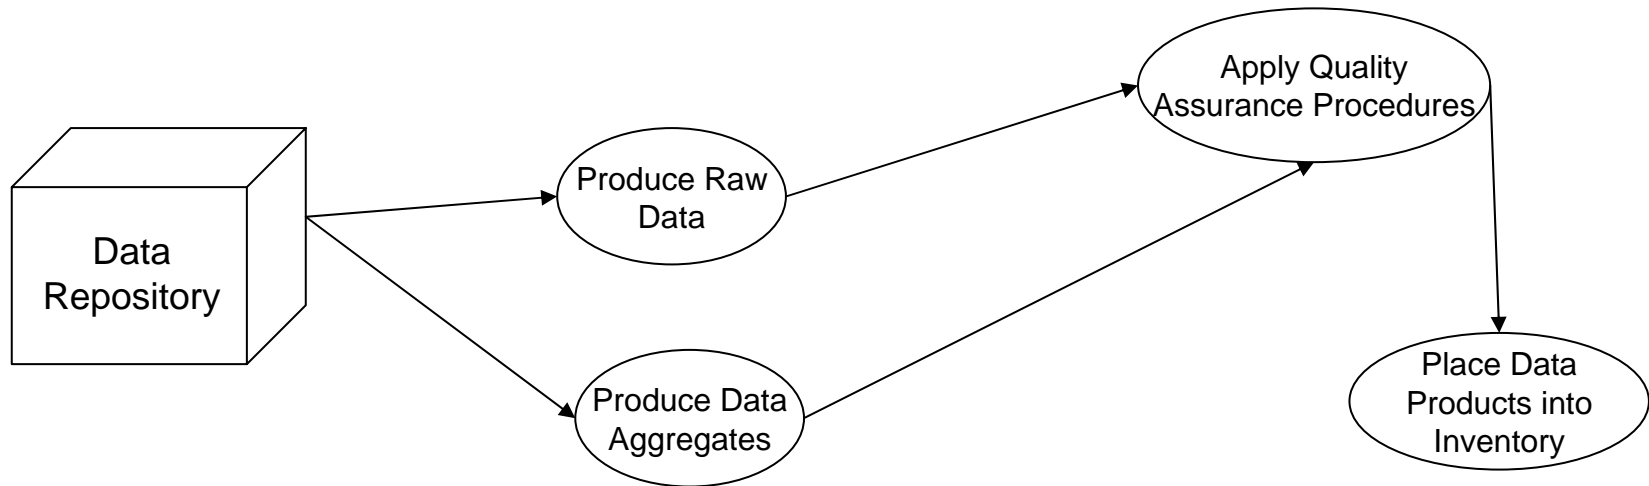 Data
Repository
Produce Raw
Data
Produce Data
Aggregates
Apply Quality
Assurance Procedures
Place Data
Products into
Inventory